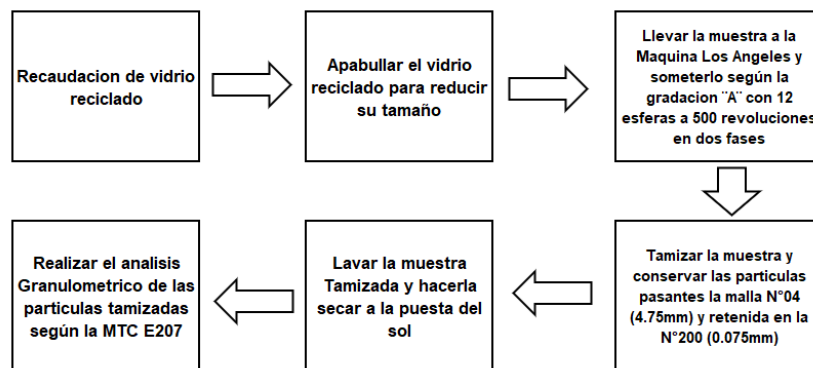 Recaudacion de vidrio
reciclado
Apabullar el vidrio
reciclado para reducir
su tamaño
Llevar la muestra a la
Maquina Los Angeles y
someterlo según la
gradacion ¨A¨ con 12
esferas a 500 revoluciones
en dos fases
Tamizar la muestra y
conservar las particulas
pasantes la malla N°04
(4.75mm) y retenida en la
N°200 (0.075mm)
Lavar la muestra
Tamizada y hacerla
secar a la puesta del
sol
Realizar el analisis
Granulometrico de las
particulas tamizadas
según la MTC E207